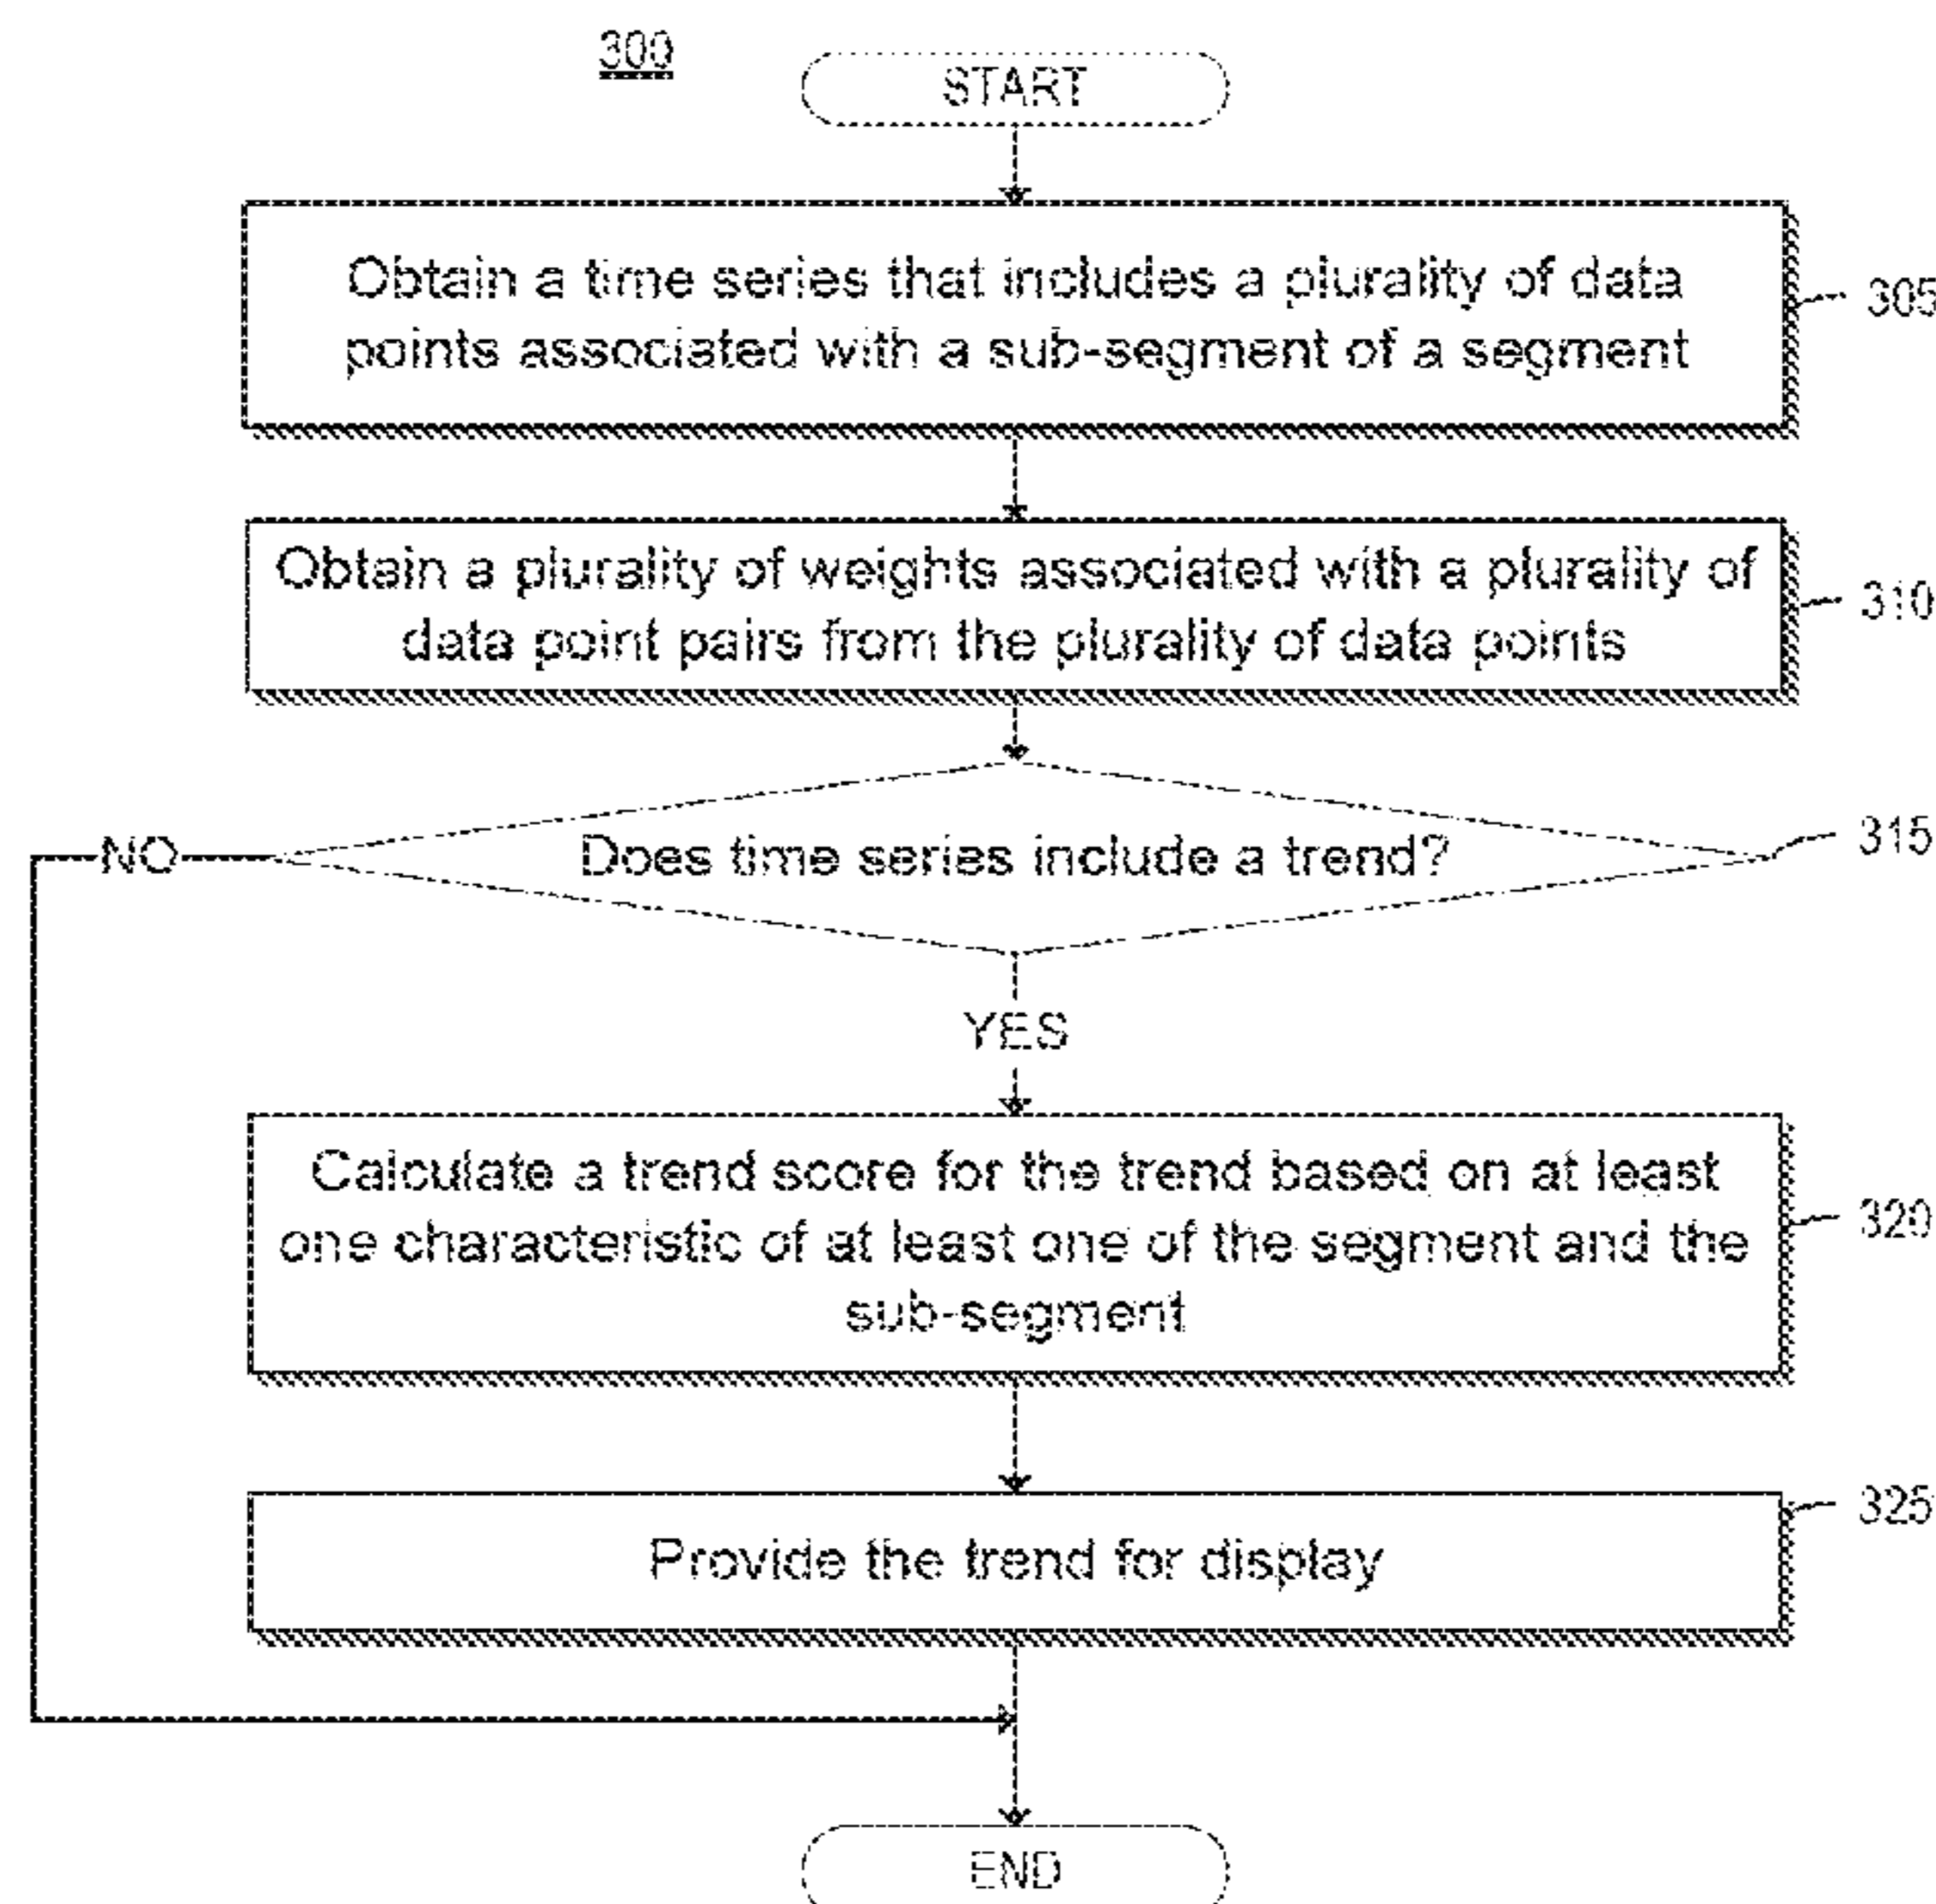 300
START
Obtain a time series that includes a plurality of data
points associated with a sub-segment of a segment
305
Obtain a plurality of weights associated with a plurality of
data point pairs from the plurality of data points
310
Does time series include a trend?
315
NO
YES
Calculate a trend score for the trend based on at least
one characteristic of at least one of the segment and the
sub-segment
320
Provide the trend for display
325
END